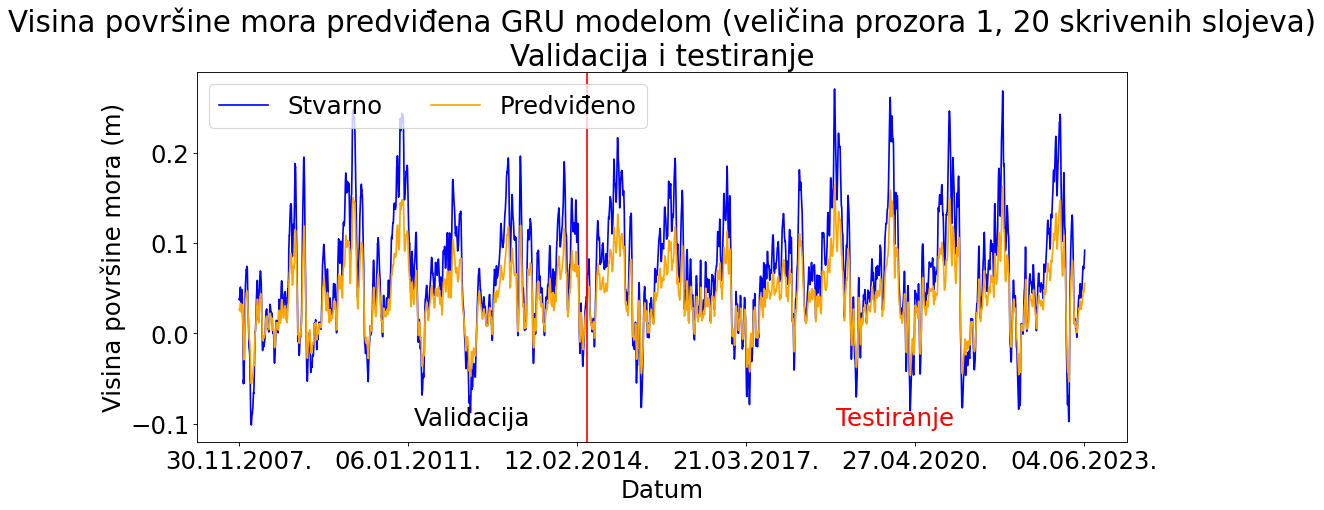 Visina površine mora predviđena GRU modelom (veličina prozora 1, 20 skrivenih slojeva)
Validacija i testiranje
Stvarno
Predviđeno
Visina površine mora (m)
0.2
0.1
0.0
−0.1
Validacija
Testiranje
30.11.2007.
06.01.2011.
12.02.2014.
21.03.2017.
27.04.2020.
04.06.2023.
Datum